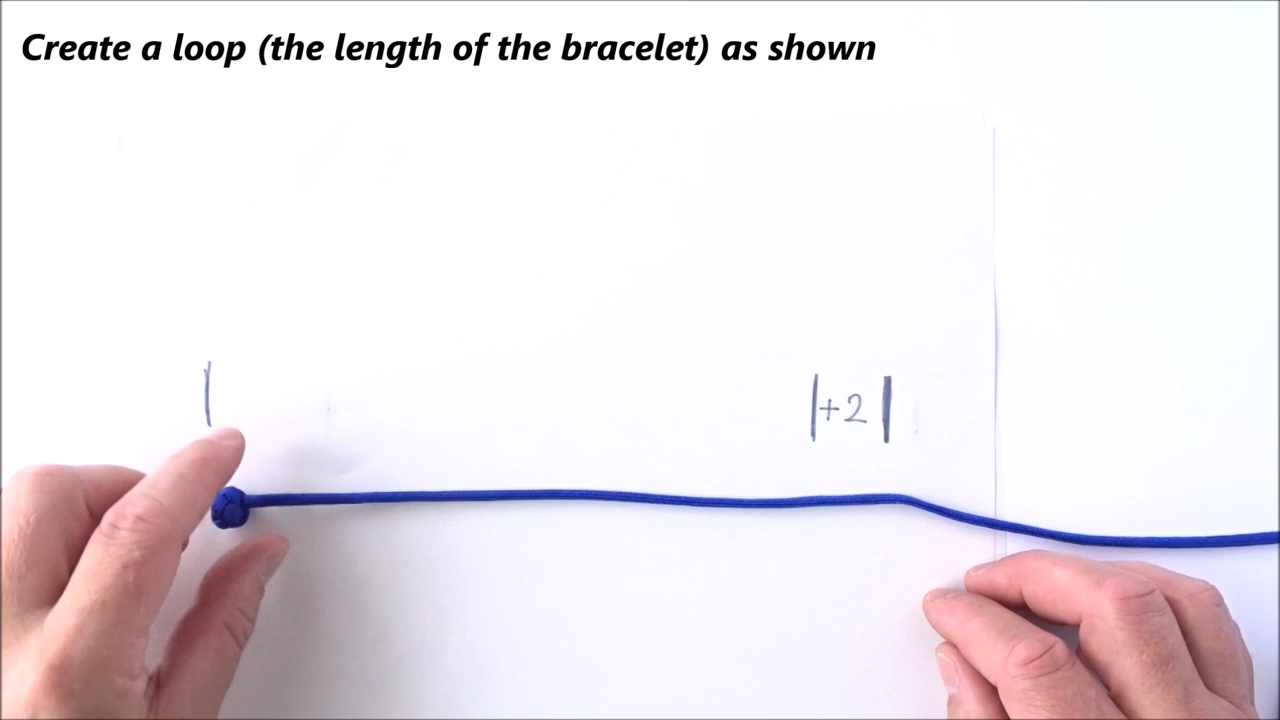 Create a loop (the length of the bracelet) as shown
| |+2 |